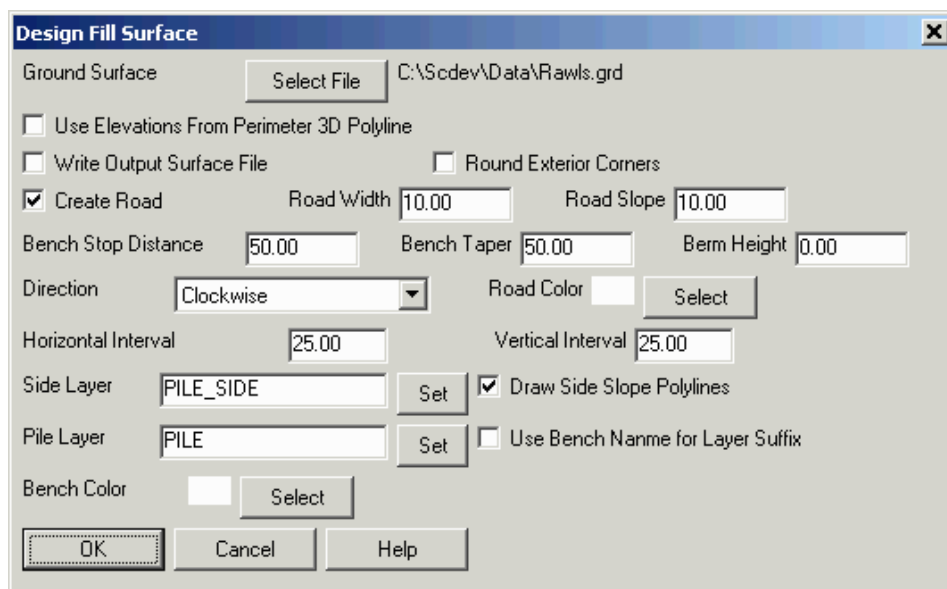 Design Fill Surface
Ground Surface Select File C:\Scdev\Data\Rawls.grd
Use Elevations From Perimeter 3D Polyline
Write Output Surface File Round Exterior Corners
Create Road Road Width 10.00 Road Slope 10.00
Bench Stop Distance 50.00 Bench Taper 50.00 Berm Height 0.00
Direction Clockwise Road Color Select
Horizontal Interval 25.00 Vertical Interval 25.00
Side Layer PILE_SIDE Set Draw Side Slope Polylines
Pile Layer PILE Set Use Bench Nanme for Layer Suffix
Bench Color Select
OK Cancel Help